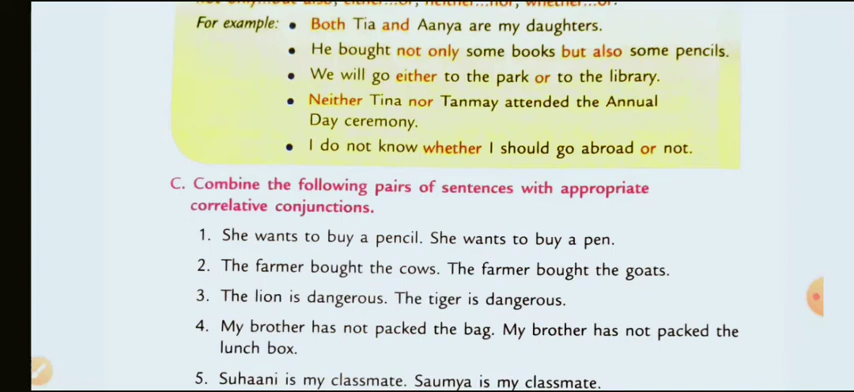 For example: • Both Tia and Aanya are my daughters.
• He bought not only some books but also some pencils.
• We will go either to the park or to the library.
• Neither Tina nor Tanmay attended the Annual
Day ceremony.
• I do not know whether I should go abroad or not.
C. Combine the following pairs of sentences with appropriate
correlative conjunctions.
1. She wants to buy a pencil. She wants to buy a pen.
2. The farmer bought the cows. The farmer bought the goats.
3. The lion is dangerous. The tiger is dangerous.
4. My brother has not packed the bag. My brother has not packed the
lunch box.
5. Suhaani is my classmate. Saumya is my classmate.